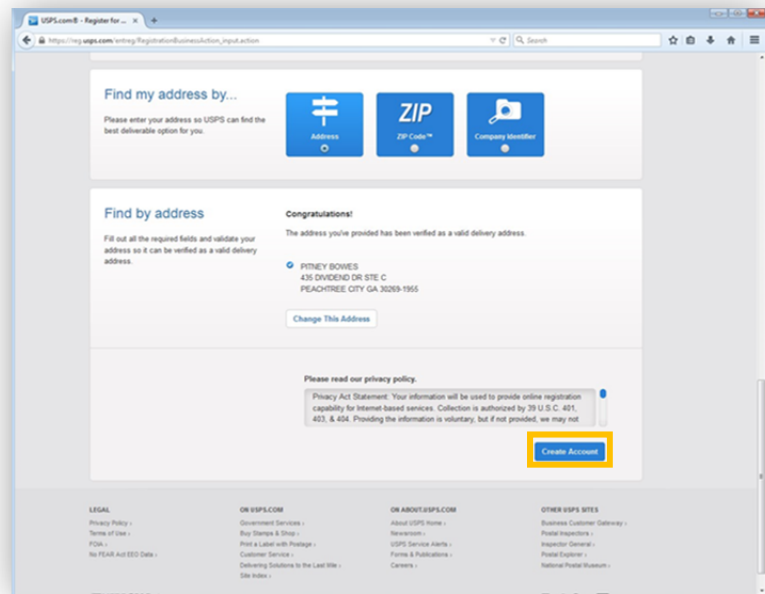 USPS.com® - Register for ...
https://reg.usps.com/entreg/RegistrationBusinessAction_input.action
Search
Find my address by...
Please enter your address so USPS can find the
best deliverable option for you.
Address
ZIP
ZIP Code™
Company Identifier
Find by address
Fill out all the required fields and validate your
address so it can be verified as a valid delivery
address.
Congratulations!
The address you've provided has been verified as a valid delivery address.
PITNEY BOWES
435 DIVIDEND DR STE C
PEACHTREE CITY GA 30269-1955
Change This Address
Please read our privacy policy.
Privacy Act Statement: Your information will be used to provide online registration
capability for Internet-based services. Collection is authorized by 39 U.S.C. 401,
403, & 404. Providing the information is voluntary, but if not provided, we may not
Create Account
LEGAL
Privacy Policy ›
Terms of Use ›
FOIA ›
No FEAR Act EEO Data ›
ON USPS.COM
Government Services ›
Buy Stamps & Shop ›
Print a Label with Postage ›
Customer Service ›
Delivering Solutions to the Last Mile ›
Site Index ›
ON ABOUT.USPS.COM
About USPS Home ›
Newsroom ›
USPS Service Alerts ›
Forms & Publications ›
Careers ›
OTHER USPS SITES
Business Customer Gateway ›
Postal Inspectors ›
Inspector General ›
Postal Explorer ›
National Postal Museum ›